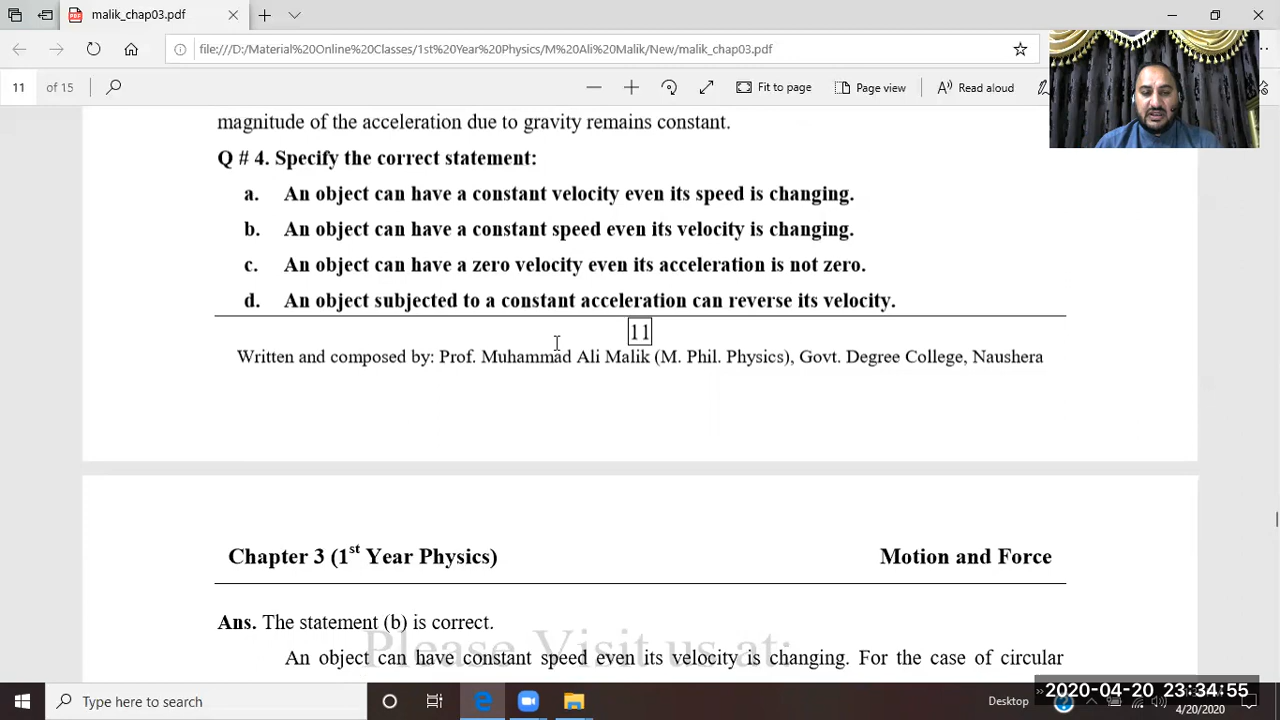 malik_chap03.pdf
file:///D:/Material%20Online%20Classes/1st%20Year%20Physics/M%20Ali%20Malik/New/malik_chap03.pdf
11 of 15
Fit to page
Page view
Read aloud
magnitude of the acceleration due to gravity remains constant.
Q # 4. Specify the correct statement:
a. An object can have a constant velocity even its speed is changing.
b. An object can have a constant speed even its velocity is changing.
c. An object can have a zero velocity even its acceleration is not zero.
d. An object subjected to a constant acceleration can reverse its velocity.
11
Written and composed by: Prof. Muhammad Ali Malik (M. Phil. Physics), Govt. Degree College, Naushera
Chapter 3 (1st Year Physics) Motion and Force
Ans. The statement (b) is correct.
Please Visit us at:
An object can have constant speed even its velocity is changing. For the case of circular
Type here to search
Desktop
2020-04-20 23:34:55
4/20/2020